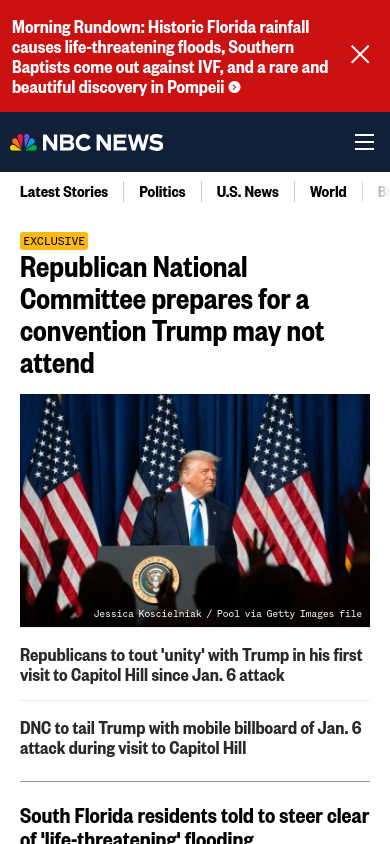 Morning Rundown: Historic Florida rainfall
causes life-threatening floods, Southern
Baptists come out against IVF, and a rare and
beautiful discovery in Pompeii
NBC NEWS
Latest Stories
Politics
U.S. News
World
EXCLUSIVE
Republican National
Committee prepares for a
convention Trump may not
attend
Jessica Koscielniak / Pool via Getty Images file
Republicans to tout 'unity' with Trump in his first
visit to Capitol Hill since Jan. 6 attack
DNC to tail Trump with mobile billboard of Jan. 6
attack during visit to Capitol Hill
South Florida residents told to steer clear
of 'life-threatening' flooding